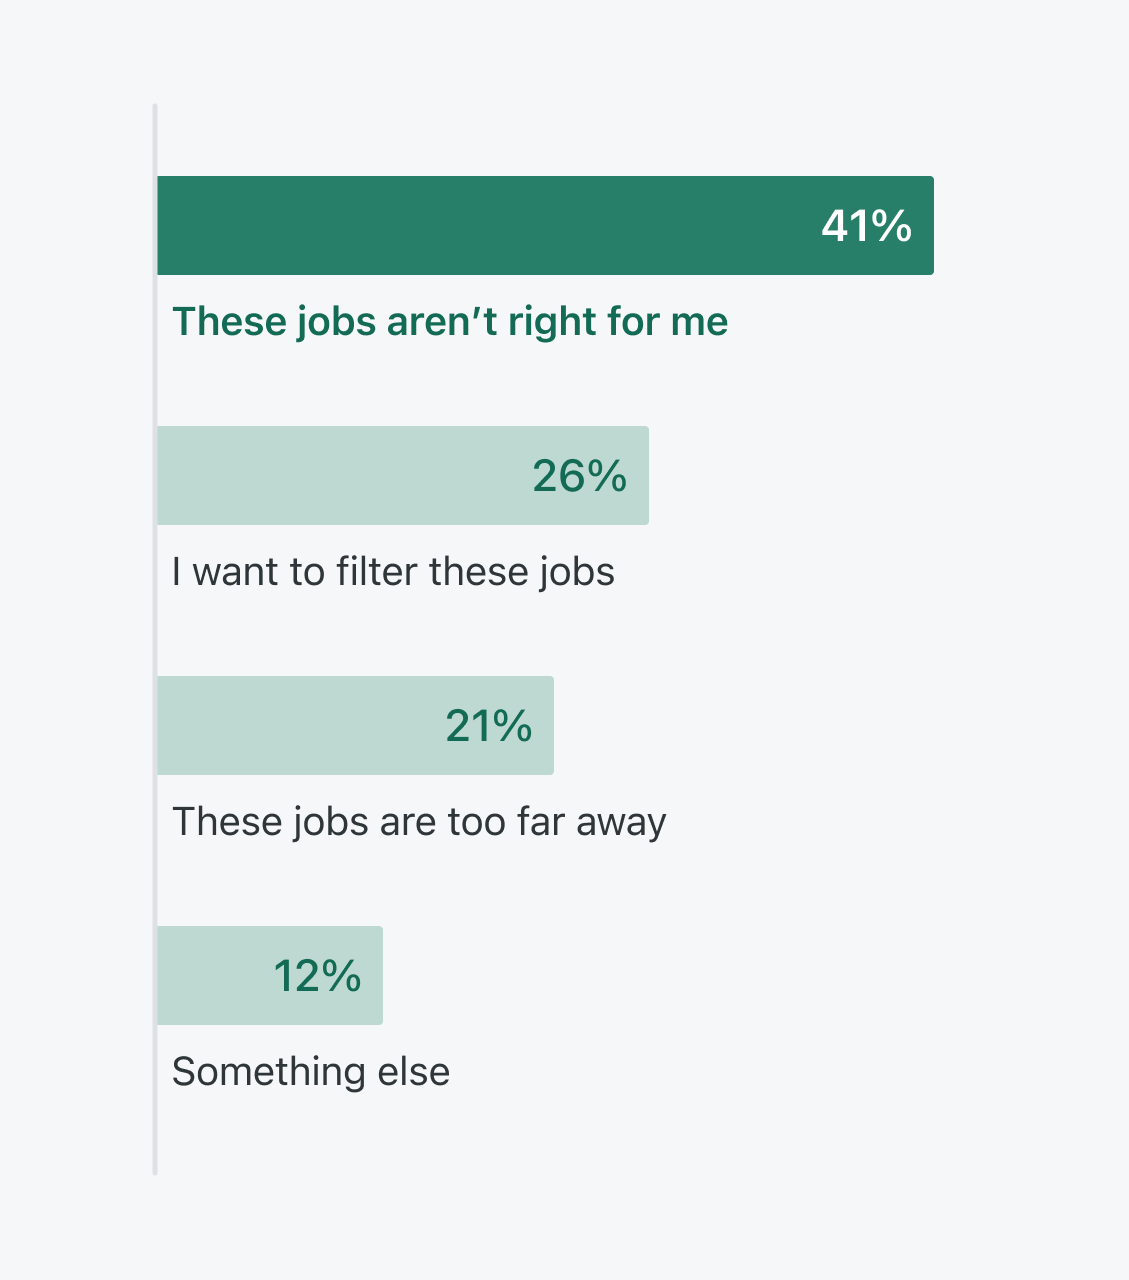 41%
These jobs aren’t right for me
26%
I want to filter these jobs
21%
These jobs are too far away
12%
Something else